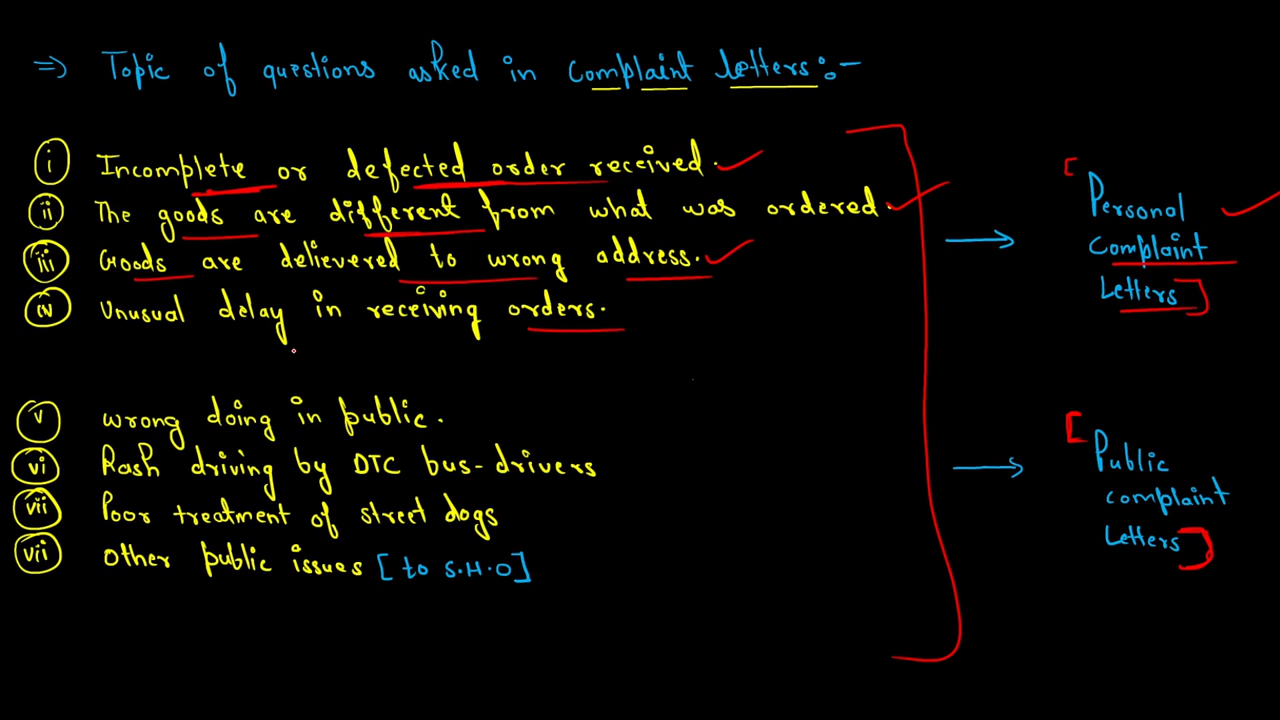 ⇒ Topic of questions asked in complaint letters:-
(i) Incomplete or defected order received.
(ii) The goods are different from what was ordered.
(iii) Goods are delievered to wrong address.
(iv) Unusual delay in receiving orders.
(v) wrong doing in public.
(vi) Rash driving by DTC bus-drivers
(vii) Poor treatment of street dogs
(vii) other public issues [to S.H.O]
[Personal
Complaint
Letters]
[Public
complaint
Letters]